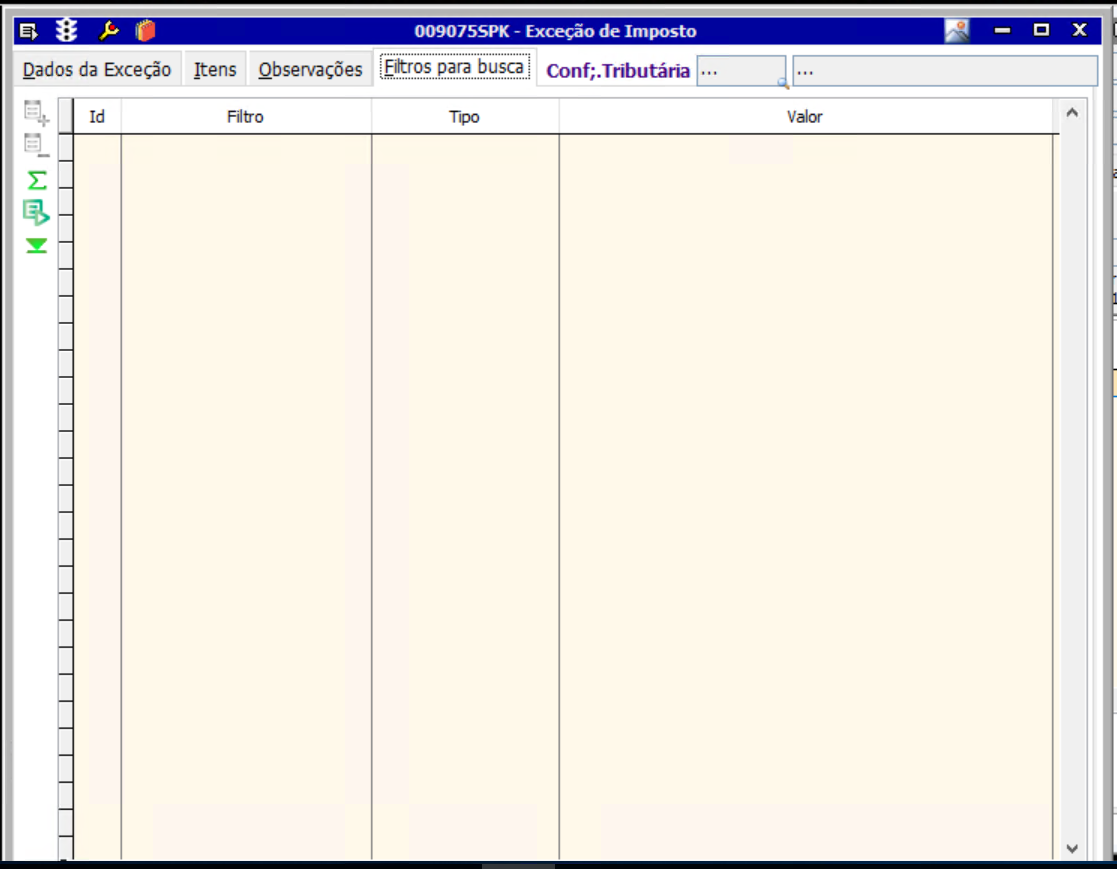 009075SPK - Exceção de Imposto
Dados da Exceção Itens Observações Filtros para busca Conf;.Tributária ... ...
Id Filtro Tipo Valor